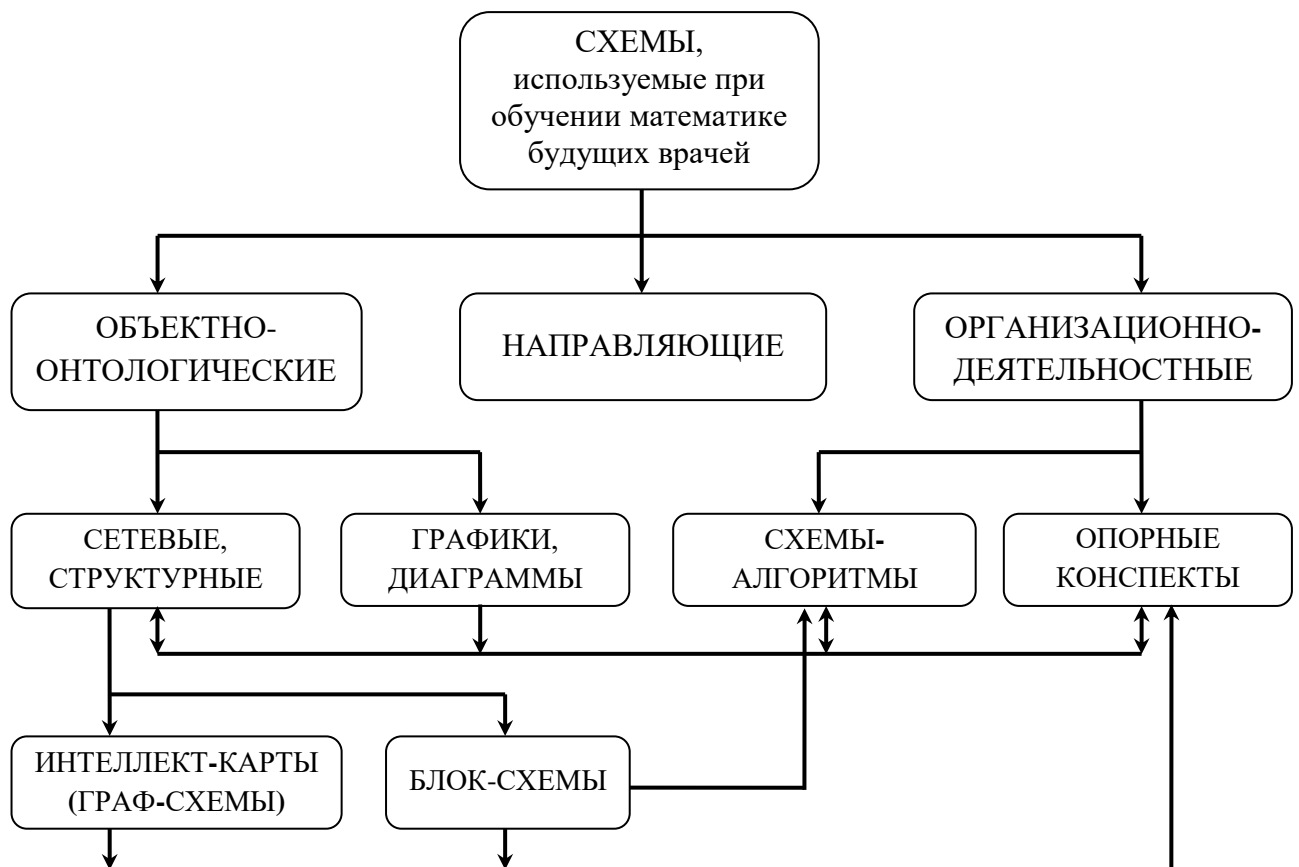 СХЕМЫ,
используемые при
обучении математике
будущих врачей
ОБЪЕКТНО-
ОНТОЛОГИЧЕСКИЕ
НАПРАВЛЯЮЩИЕ
ОРГАНИЗАЦИОННО-
ДЕЯТЕЛЬНОСТНЫЕ
СЕТЕВЫЕ,
СТРУКТУРНЫЕ
ГРАФИКИ,
ДИАГРАММЫ
СХЕМЫ-
АЛГОРИТМЫ
ОПОРНЫЕ
КОНСПЕКТЫ
ИНТЕЛЛЕКТ-КАРТЫ
(ГРАФ-СХЕМЫ)
БЛОК-СХЕМЫ